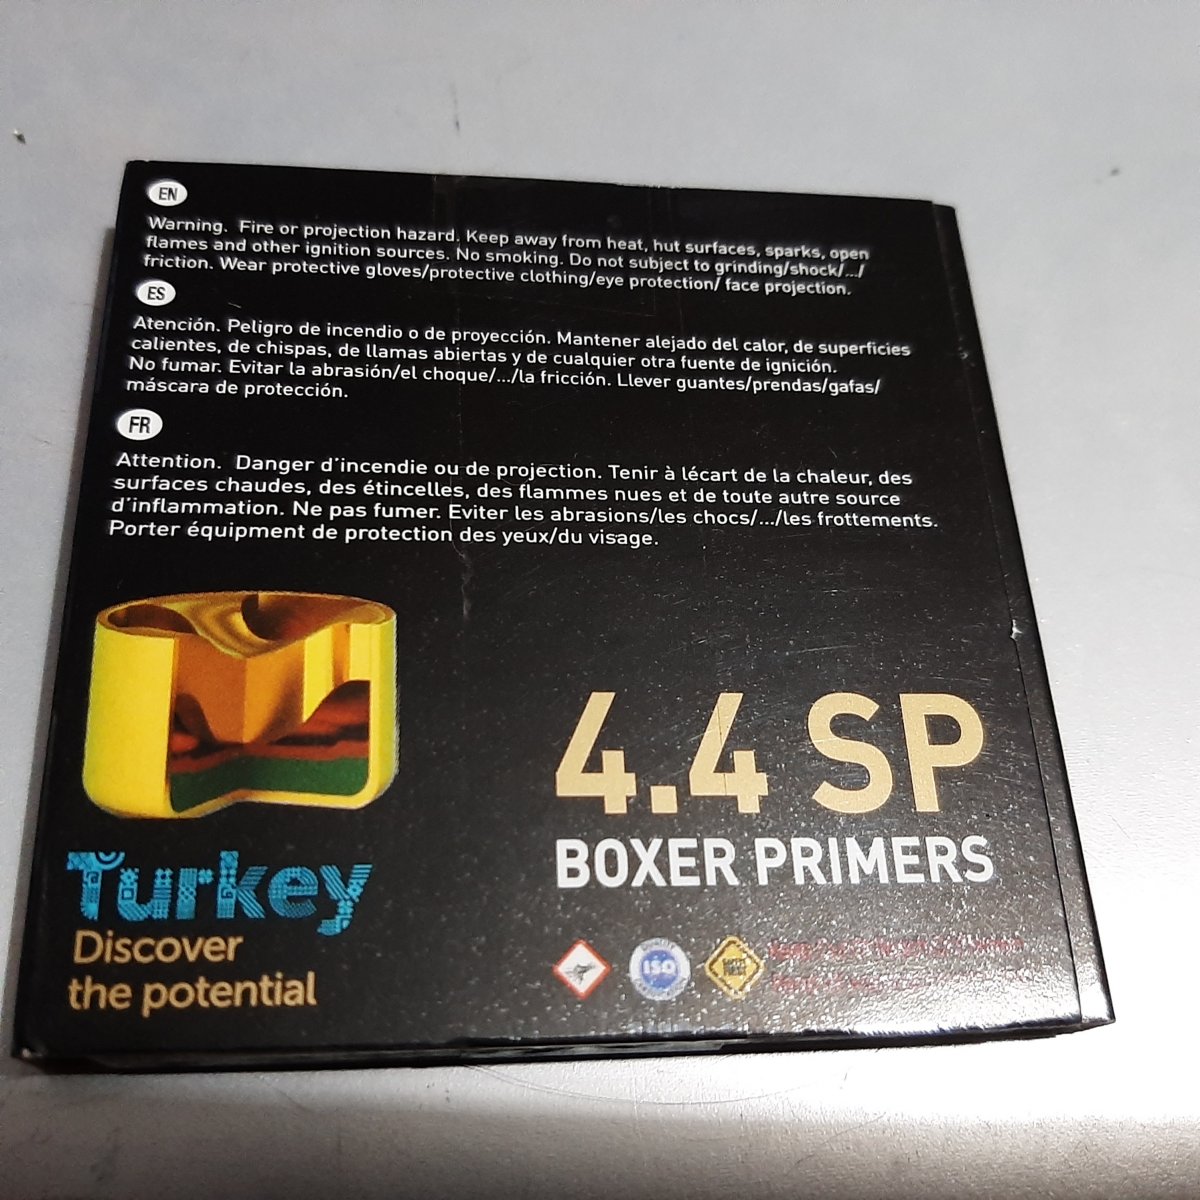 EN
Warning. Fire or projection hazard. Keep away from heat, hut surfaces, sparks, open
flames and other ignition sources. No smoking. Do not subject to grinding/shock/.../
friction. Wear protective gloves/protective clothing/eye protection/ face projection.
ES
Atención. Peligro de incendio o de proyección. Mantener alejado del calor, de superficies
calientes, de chispas, de llamas abiertas y de cualquier otra fuente de ignición.
No fumar. Evitar la abrasión/el choque/.../la fricción. Llever guantes/prendas/gafas/
máscara de protección.
FR
Attention. Danger d'incendie ou de projection. Tenir à lécart de la chaleur, des
surfaces chaudes, des étincelles, des flammes nues et de toute autre source
d'inflammation. Ne pas fumer. Eviter les abrasions/les chocs/.../les frottements.
Porter équipment de protection des yeux/du visage.
4.4 SP
BOXER PRIMERS
Turkey
Discover
the potential
ISO